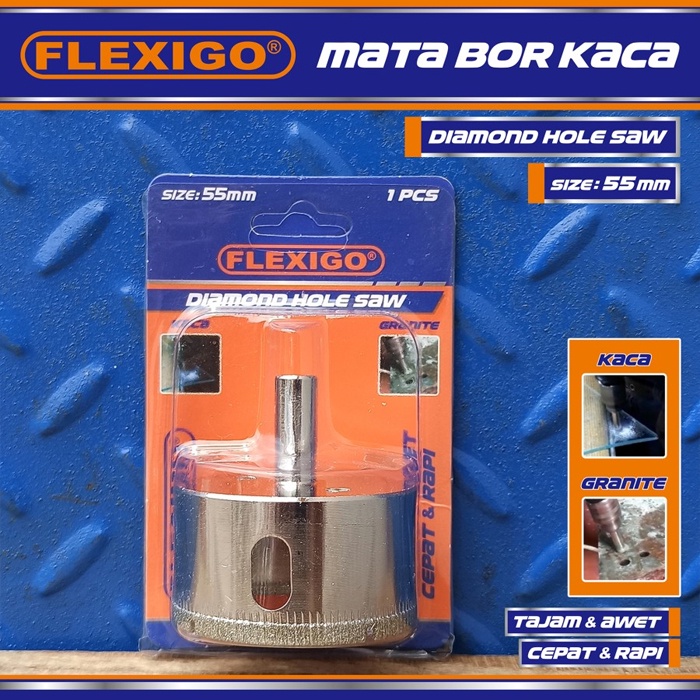 FLEXIGO®
MATA BOR KACA
DIAMOND HOLE SAW
SIZE: 55mm
SIZE: 55mm
1 PCS
FLEXIGO®
DIAMOND HOLE SAW
KACA
GRANITE
CEPAT & RAPI
KACA
GRANITE
TAJAM & AWET
CEPAT & RAPI